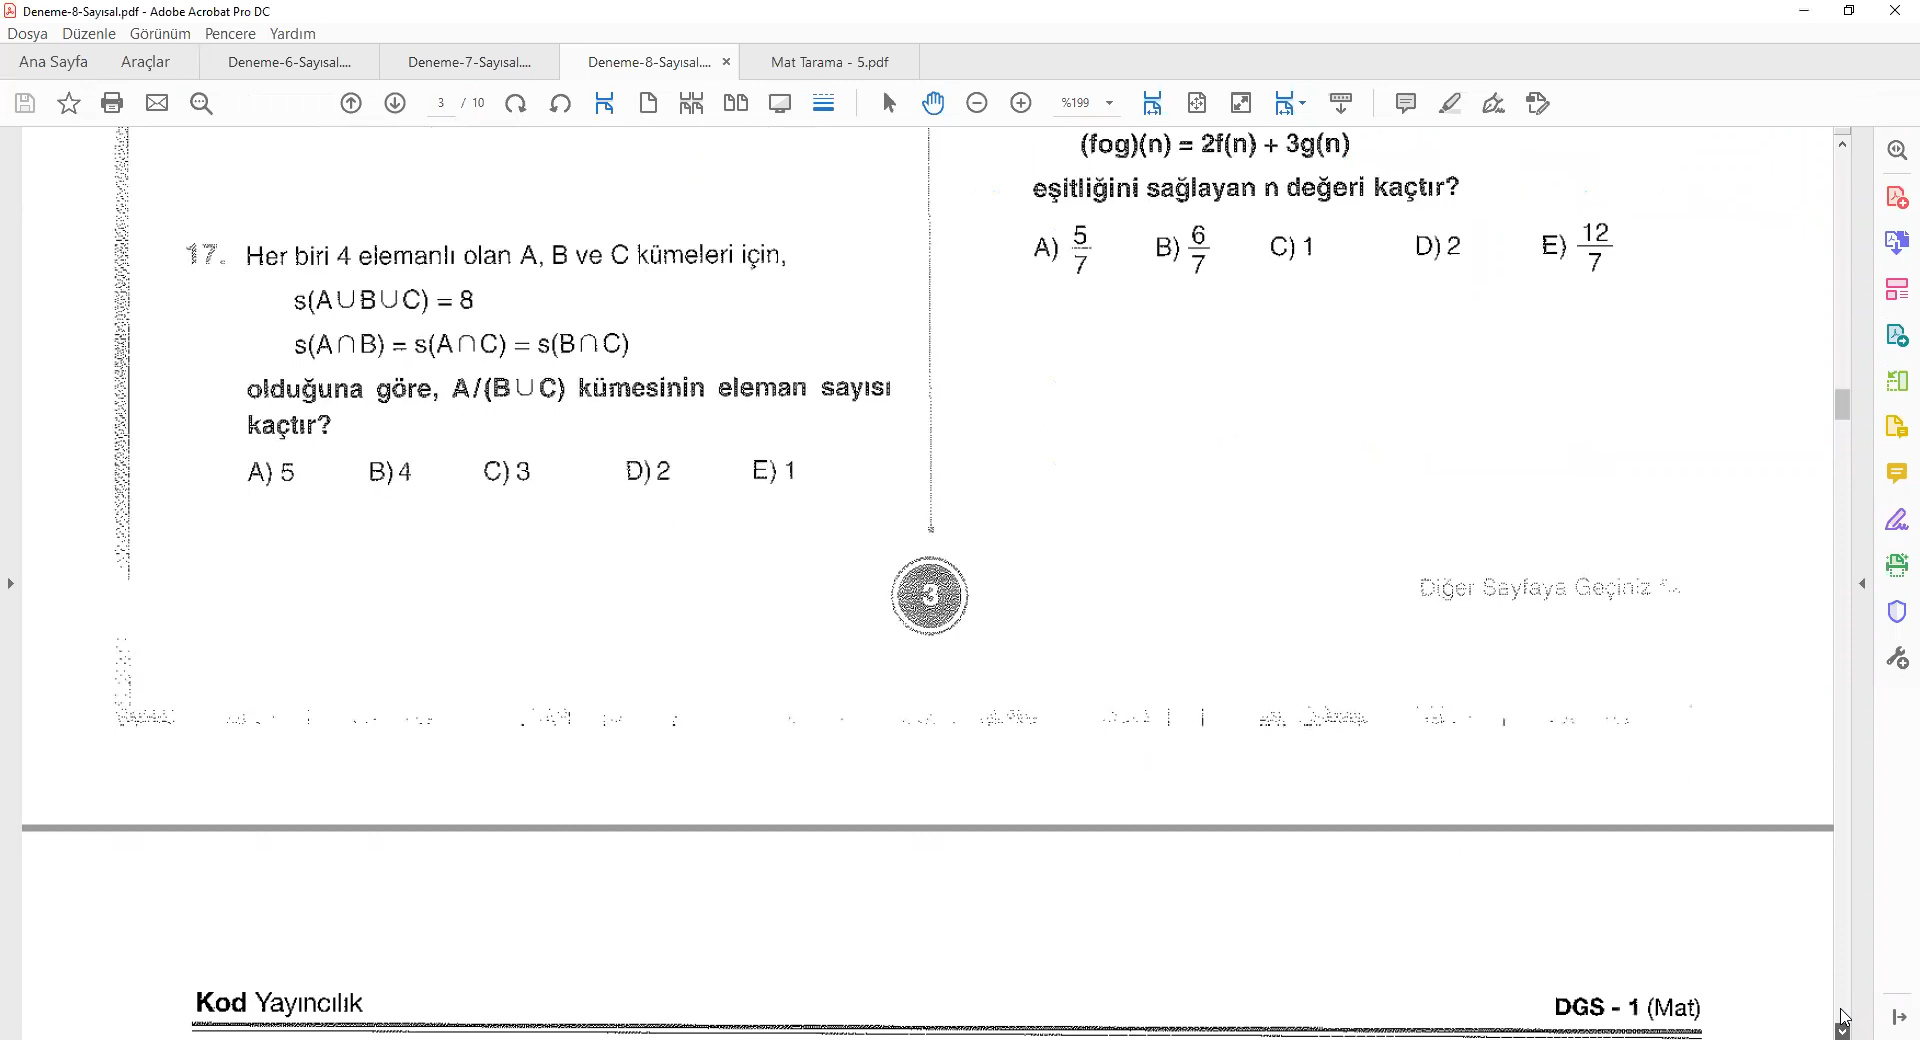 Deneme-8-Sayısal.pdf - Adobe Acrobat Pro DC
Dosya Düzenle Görünüm Pencere Yardım
Ana Sayfa Araçlar Deneme-6-Sayısal.... Deneme-7-Sayısal.... Deneme-8-Sayısal.... × Mat Tarama - 5.pdf
3 / 10 %199
17. Her biri 4 elemanlı olan A, B ve C kümeleri için,
s(A∪B∪C) = 8
s(A∩B) = s(A∩C) = s(B∩C)
olduğuna göre, A/(B∪C) kümesinin eleman sayısı
kaçtır?
A) 5 B) 4 C) 3 D) 2 E) 1
(fog)(n) = 2f(n) + 3g(n)
eşitliğini sağlayan n değeri kaçtır?
A) 5/7 B) 6/7 C) 1 D) 2 E) 12/7
3
Diğer Sayfaya Geçiniz
Kod Yayıncılık
DGS - 1 (Mat)